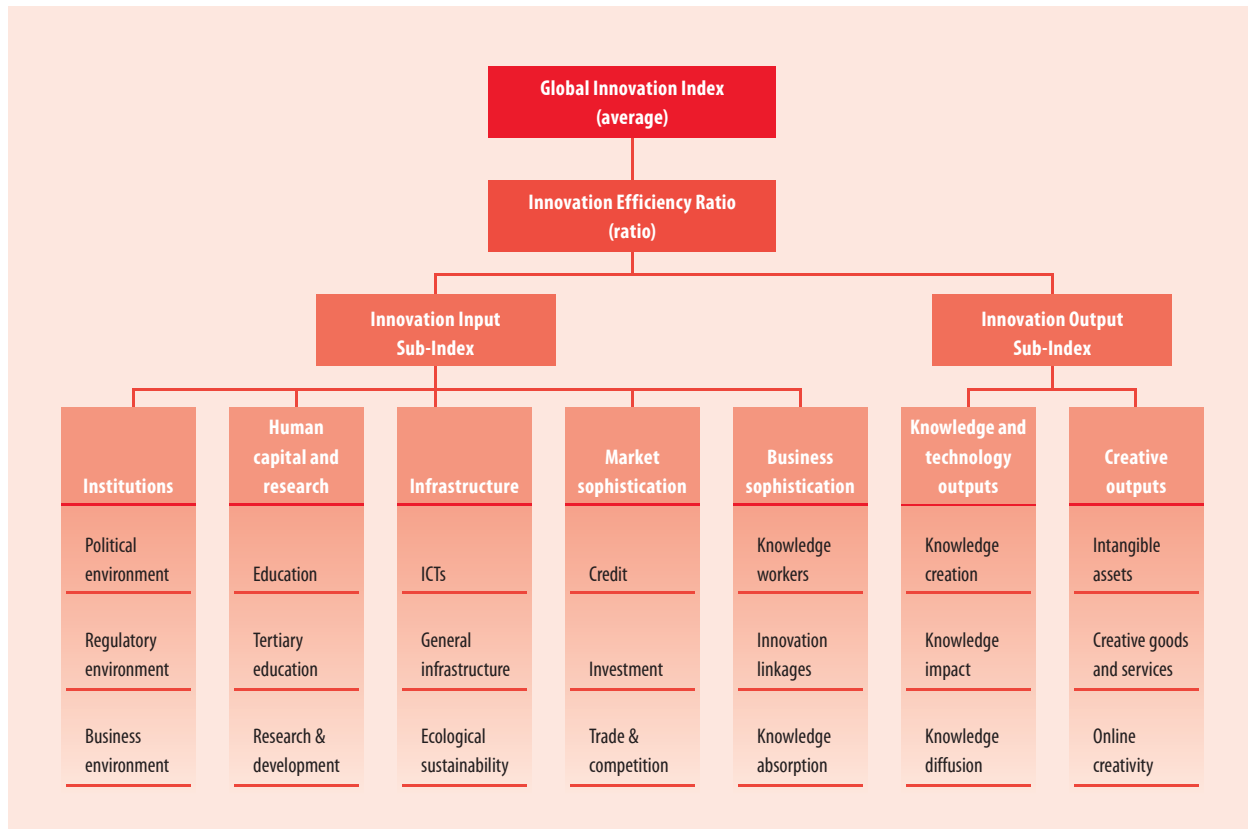 Global Innovation Index
(average)
Innovation Efficiency Ratio
(ratio)
Innovation Input
Sub-Index
Innovation Output
Sub-Index
Institutions
Human
capital and
research
Infrastructure
Market
sophistication
Business
sophistication
Knowledge and
technology
outputs
Creative
outputs
Political
environment
Education
ICTs
Credit
Knowledge
workers
Knowledge
creation
Intangible
assets
Regulatory
environment
Tertiary
education
General
infrastructure
Investment
Innovation
linkages
Knowledge
impact
Creative goods
and services
Business
environment
Research &
development
Ecological
sustainability
Trade &
competition
Knowledge
absorption
Knowledge
diffusion
Online
creativity